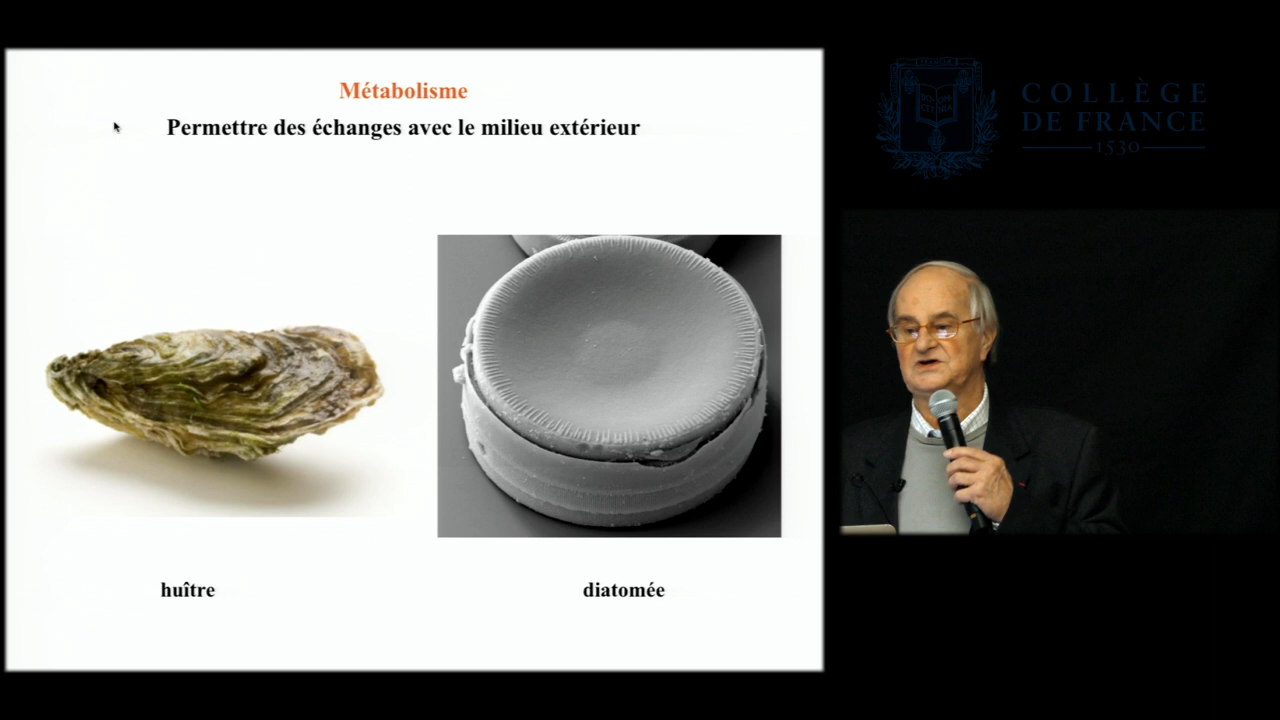 Métabolisme
Permettre des échanges avec le milieu extérieur
huître
diatomée
COLLÈGE
DE FRANCE
1530